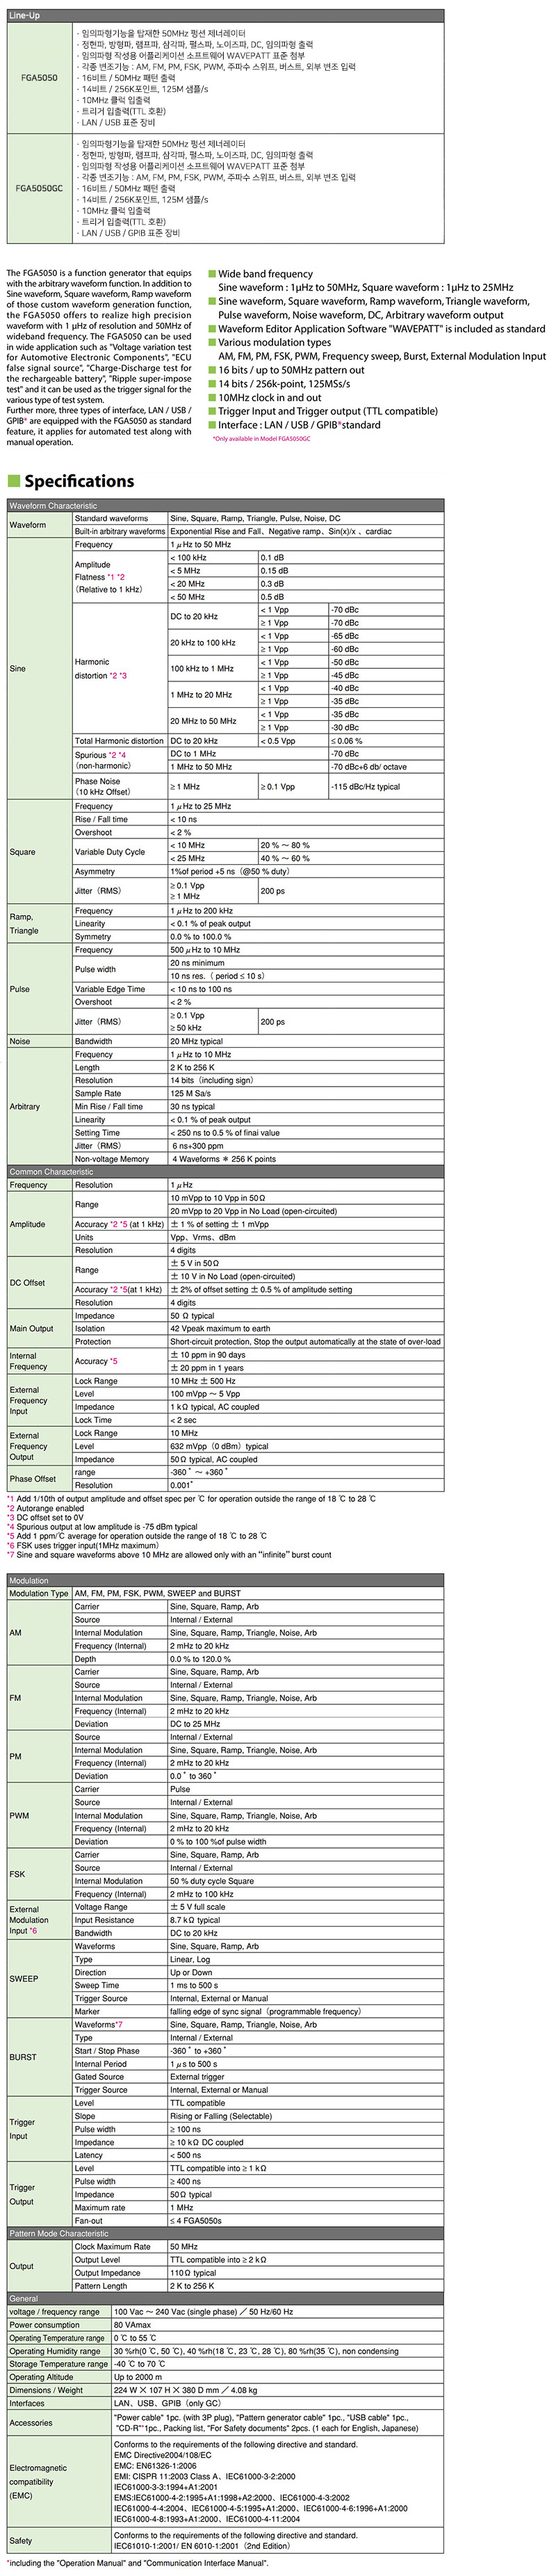 Line-Up
FGA5050
· 임의파형기능을 탑재한 50MHz 펑션 제너레이터
· 정현파, 방형파, 램프파, 삼각파, 펄스파, 노이즈파, DC, 임의파형 출력
· 임의파형 작성용 어플리케이션 소프트웨어 WAVEPATT 표준 첨부
· 각종 변조기능 : AM, FM, PM, FSK, PWM, 주파수 스위프, 버스트, 외부 변조 입력
· 16비트 / 50MHz 패턴 출력
· 14비트 / 256K포인트, 125M 샘플/s
· 10MHz 클럭 입출력
· 트리거 입출력(TTL 호환)
· LAN / USB 표준 장비
FGA5050GC
· 임의파형기능을 탑재한 50MHz 펑션 제너레이터
· 정현파, 방형파, 램프파, 삼각파, 펄스파, 노이즈파, DC, 임의파형 출력
· 임의파형 작성용 어플리케이션 소프트웨어 WAVEPATT 표준 첨부
· 각종 변조기능 : AM, FM, PM, FSK, PWM, 주파수 스위프, 버스트, 외부 변조 입력
· 16비트 / 50MHz 패턴 출력
· 14비트 / 256K포인트, 125M 샘플/s
· 10MHz 클럭 입출력
· 트리거 입출력(TTL 호환)
· LAN / USB / GPIB 표준 장비
The FGA5050 is a function generator that equips
with the arbitrary waveform function. In addition to
Sine waveform, Square waveform, Ramp waveform
of those custom waveform generation function,
the FGA5050 offers to realize high precision
waveform with 1 μHz of resolution and 50MHz of
wideband frequency. The FGA5050 can be used
in wide application such as "Voltage variation test
for Automotive Electronic Components", "ECU
false signal source", "Charge-Discharge test for
the rechargeable battery", "Ripple super-impose
test" and it can be used as the trigger signal for the
various type of test system.
Further more, three types of interface, LAN / USB /
GPIB* are equipped with the FGA5050 as standard
feature, it applies for automated test along with
manual operation.
Wide band frequency
Sine waveform : 1μHz to 50MHz, Square waveform : 1μHz to 25MHz
Sine waveform, Square waveform, Ramp waveform, Triangle waveform,
Pulse waveform, Noise waveform, DC, Arbitrary waveform output
Waveform Editor Application Software "WAVEPATT" is included as standard
Various modulation types
AM, FM, PM, FSK, PWM, Frequency sweep, Burst, External Modulation Input
16 bits / up to 50MHz pattern out
14 bits / 256k-point, 125MSs/s
10MHz clock in and out
Trigger Input and Trigger output (TTL compatible)
Interface : LAN / USB / GPIB*standard
*Only available in Model FGA5050GC
Specifications
Waveform Characteristic
Waveform
Standard waveforms Sine, Square, Ramp, Triangle, Pulse, Noise, DC
Built-in arbitrary waveforms Exponential Rise and Fall、Negative ramp、Sin(x)/x 、cardiac
Sine
Frequency 1 μHz to 50 MHz
Amplitude
Flatness *1 *2
（Relative to 1 kHz）
< 100 kHz 0.1 dB
< 5 MHz 0.15 dB
< 20 MHz 0.3 dB
< 50 MHz 0.5 dB
Harmonic
distortion *2 *3
DC to 20 kHz
< 1 Vpp -70 dBc
≥ 1 Vpp -70 dBc
20 kHz to 100 kHz
< 1 Vpp -65 dBc
≥ 1 Vpp -60 dBc
100 kHz to 1 MHz
< 1 Vpp -50 dBc
≥ 1 Vpp -45 dBc
1 MHz to 20 MHz
< 1 Vpp -40 dBc
≥ 1 Vpp -35 dBc
20 MHz to 50 MHz
< 1 Vpp -35 dBc
≥ 1 Vpp -30 dBc
Total Harmonic distortion DC to 20 kHz < 0.5 Vpp ≤ 0.06 %
Spurious *2 *4
(non-harmonic)
DC to 1 MHz -70 dBc
1 MHz to 50 MHz -70 dBc+6 db/ octave
Phase Noise
(10 kHz Offset)
≥ 1 MHz ≥ 0.1 Vpp -115 dBc/Hz typical
Square
Frequency 1 μHz to 25 MHz
Rise / Fall time < 10 ns
Overshoot < 2 %
Variable Duty Cycle
< 10 MHz 20 % ～ 80 %
< 25 MHz 40 % ～ 60 %
Asymmetry 1%of period +5 ns（@50 % duty）
Jitter（RMS）
≥ 0.1 Vpp
≥ 1 MHz
200 ps
Ramp,
Triangle
Frequency 1 μHz to 200 kHz
Linearity < 0.1 % of peak output
Symmetry 0.0 % to 100.0 %
Pulse
Frequency 500 μHz to 10 MHz
Pulse width
20 ns minimum
10 ns res.（ period ≤ 10 s）
Variable Edge Time < 10 ns to 100 ns
Overshoot < 2 %
Jitter（RMS）
≥ 0.1 Vpp
≥ 50 kHz
200 ps
Noise
Bandwidth 20 MHz typical
Arbitrary
Frequency 1 μHz to 10 MHz
Length 2 K to 256 K
Resolution 14 bits（including sign）
Sample Rate 125 M Sa/s
Min Rise / Fall time 30 ns typical
Linearity < 0.1 % of peak output
Setting Time < 250 ns to 0.5 % of final value
Jitter（RMS） 6 ns+300 ppm
Non-volatile Memory 4 Waveforms ＊ 256 K points
Common Characteristic
Frequency Resolution 1 μHz
Amplitude
Range
10 mVpp to 10 Vpp in 50Ω
20 mVpp to 20 Vpp in No Load (open-circuited)
Accuracy *2 *5 (at 1 kHz) ± 1 % of setting ± 1 mVpp
Units Vpp、Vrms、dBm
Resolution 4 digits
DC Offset
Range
± 5 V in 50Ω
± 10 V in No Load (open-circuited)
Accuracy *2 *5(at 1 kHz) ± 2% of offset setting ± 0.5 % of amplitude setting
Resolution 4 digits
Main Output
Impedance 50 Ω typical
Isolation 42 Vpeak maximum to earth
Protection Short-circuit protection, Stop the output automatically at the state of over-load
Internal
Frequency
Accuracy *5
± 10 ppm in 90 days
± 20 ppm in 1 years
External
Frequency
Input
Lock Range 10 MHz ± 500 Hz
Level 100 mVpp ～ 5 Vpp
Impedance 1 kΩ typical, AC coupled
Lock Time < 2 sec
External
Frequency
Output
Lock Range 10 MHz
Level 632 mVpp（0 dBm）typical
Impedance 50Ω typical, AC coupled
Phase Offset
range -360 ° ～ +360 °
Resolution 0.001°
*1 Add 1/10th of output amplitude and offset spec per ℃ for operation outside the range of 18 ℃ to 28 ℃
*2 Autorange enabled
*3 DC offset set to 0V
*4 Spurious output at low amplitude is -75 dBm typical
*5 Add 1 ppm/℃ average for operation outside the range of 18 ℃ to 28 ℃
*6 FSK uses trigger input(1MHz maximum)
*7 Sine and square waveforms above 10 MHz are allowed only with an "infinite" burst count
Modulation
Modulation Type AM, FM, PM, FSK, PWM, SWEEP and BURST
AM
Carrier Sine, Square, Ramp, Arb
Source Internal / External
Internal Modulation Sine, Square, Ramp, Triangle, Noise, Arb
Frequency (Internal) 2 mHz to 20 kHz
Depth 0.0 % to 120.0 %
FM
Carrier Sine, Square, Ramp, Arb
Source Internal / External
Internal Modulation Sine, Square, Ramp, Triangle, Noise, Arb
Frequency (Internal) 2 mHz to 20 kHz
Deviation DC to 25 MHz
PM
Source Internal / External
Internal Modulation Sine, Square, Ramp, Triangle, Noise, Arb
Frequency (Internal) 2 mHz to 20 kHz
Deviation 0.0 ° to 360 °
PWM
Carrier Pulse
Source Internal / External
Internal Modulation Sine, Square, Ramp, Triangle, Noise, Arb
Frequency (Internal) 2 mHz to 20 kHz
Deviation 0 % to 100 %of pulse width
FSK
Carrier Sine, Square, Ramp, Arb
Source Internal / External
Internal Modulation 50 % duty cycle Square
Frequency (Internal) 2 mHz to 100 kHz
External
Modulation
Input *6
Voltage Range ± 5 V full scale
Input Resistance 8.7 kΩ typical
Bandwidth DC to 20 kHz
SWEEP
Waveforms Sine, Square, Ramp, Arb
Type Linear, Log
Direction Up or Down
Sweep Time 1 ms to 500 s
Trigger Source Internal, External or Manual
Marker falling edge of sync signal（programmable frequency）
BURST
Waveforms*7 Sine, Square, Ramp, Triangle, Noise, Arb
Type Internal / External
Start / Stop Phase -360 ° to +360 °
Internal Period 1 μs to 500 s
Gated Source External trigger
Trigger Source Internal, External or Manual
Trigger
Input
Level TTL compatible
Slope Rising or Falling (Selectable)
Pulse width ≥ 100 ns
Impedance ≥ 10 kΩ DC coupled
Latency < 500 ns
Trigger
Output
Level TTL compatible into ≥ 1 kΩ
Pulse width ≥ 400 ns
Impedance 50Ω typical
Maximum rate 1 MHz
Fan-out ≤ 4 FGA5050s
Pattern Mode Characteristic
Output
Clock Maximum Rate 50 MHz
Output Level TTL compatible into ≥ 2 kΩ
Output Impedance 110Ω typical
Pattern Length 2 K to 256 K
General
voltage / frequency range 100 Vac ～ 240 Vac (single phase) ／ 50 Hz/60 Hz
Power consumption 80 VAmax
Operating Temperature range 0 ℃ to 55 ℃
Operating Humidity range 30 %rh(0 ℃, 50 ℃), 40 %rh(18 ℃, 23 ℃, 28 ℃), 80 %rh(35 ℃), non condensing
Storage Temperature range -40 ℃ to 70 ℃
Operating Altitude Up to 2000 m
Dimensions / Weight 224 W X 107 H X 380 D mm ／ 4.08 kg
Interfaces LAN、USB、GPIB（only GC）
Accessories
"Power cable" 1pc. (with 3P plug), "Pattern generator cable" 1pc., "USB cable" 1pc.,
"CD-R"*1pc., Packing list, "For Safety documents" 2pcs. (1 each for English, Japanese)
Electromagnetic
compatibility
(EMC)
Conforms to the requirements of the following directive and standard.
EMC Directive2004/108/EC
EMC: EN61326-1:2006
EMI: CISPR 11:2003 Class A、IEC61000-3-2:2000
IEC61000-3-3:1994+A1:2001
EMS:IEC61000-4-2:1995+A1:1998+A2:2000、IEC61000-4-3:2002
IEC61000-4-4:2004、IEC61000-4-5:1995+A1:2000、IEC61000-4-6:1996+A1:2000
IEC61000-4-8:1993+A1:2000、IEC61000-4-11:2004
Safety
Conforms to the requirements of the following directive and standard.
IEC61010-1:2001/ EN 6010-1:2001（2nd Edition）
*including the "Operation Manual" and "Communication Interface Manual".